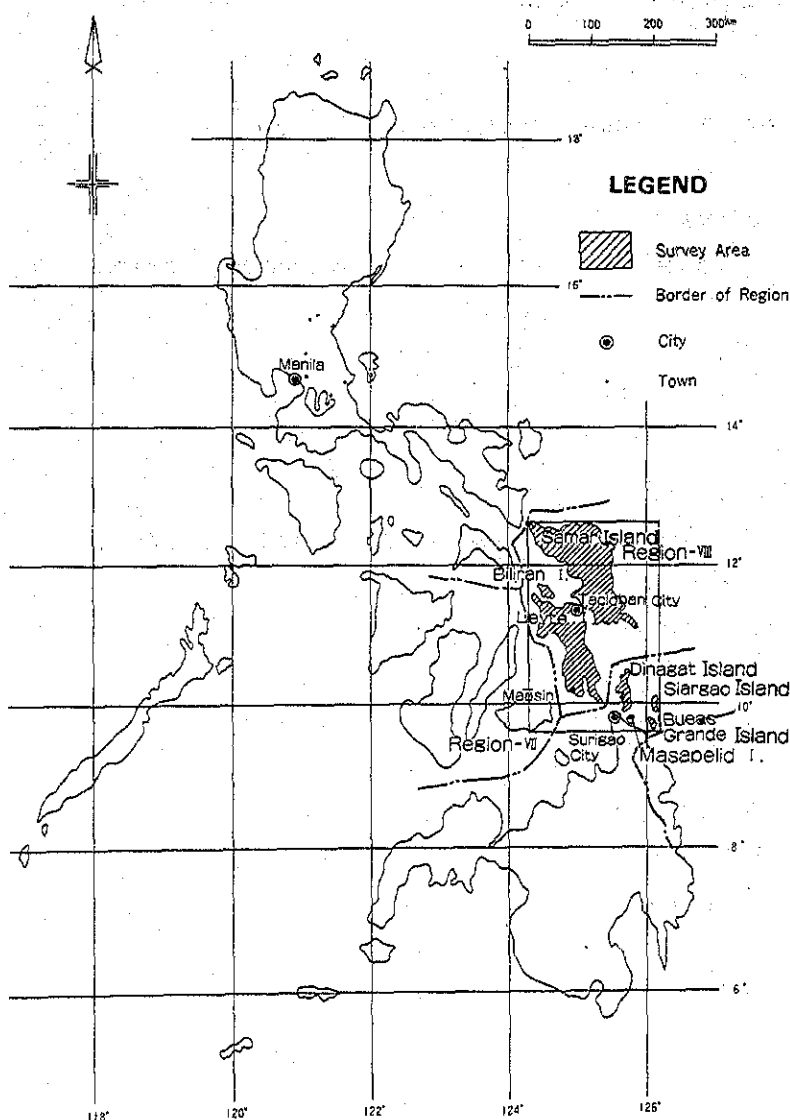 0 100 200 300km
18°
LEGEND
Survey Area
16°
Border of Region
City
Manila
Town
14°
Samar Island
Region-VIII
12°
Biliran I.
Tacloban City
Leyte
Dinagat Island
Maasin
Siargao Island
10°
Bucas
Grande Island
Region-VII
Surigao
City
Masapelid I.
8°
6°
118° 120° 122° 124° 126°